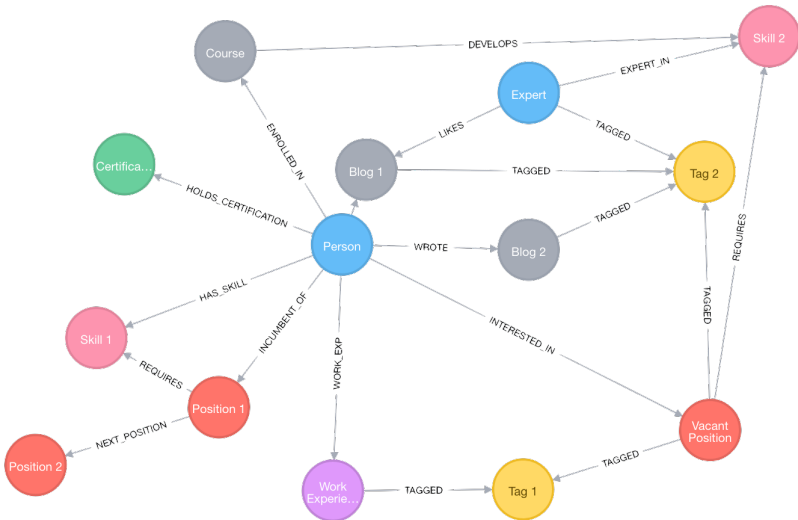 Course
DEVELOPS
Skill 2
EXPERT_IN
Expert
LIKES
TAGGED
ENROLLED_IN
Certifica...
Blog 1
TAGGED
Tag 2
HOLDS_CERTIFICATION
TAGGED
REQUIRES
Person
WROTE
Blog 2
HAS_SKILL
INCUMBENT_OF
INTERESTED_IN
TAGGED
Skill 1
WORK_EXP
REQUIRES
Position 1
NEXT_POSITION
Vacant
Position
Position 2
TAGGED
Work
Experie...
TAGGED
Tag 1